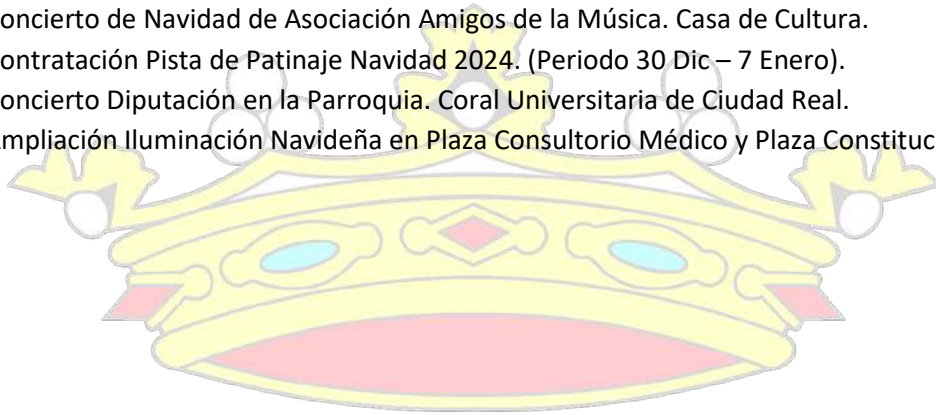 oncierto de Navidad de Asociación Amigos de la Música. Casa de Cultura.
ontratación Pista de Patinaje Navidad 2024. (Periodo 30 Dic – 7 Enero).
oncierto Diputación en la Parroquia. Coral Universitaria de Ciudad Real.
mpliación Iluminación Navideña en Plaza Consultorio Médico y Plaza Constituc